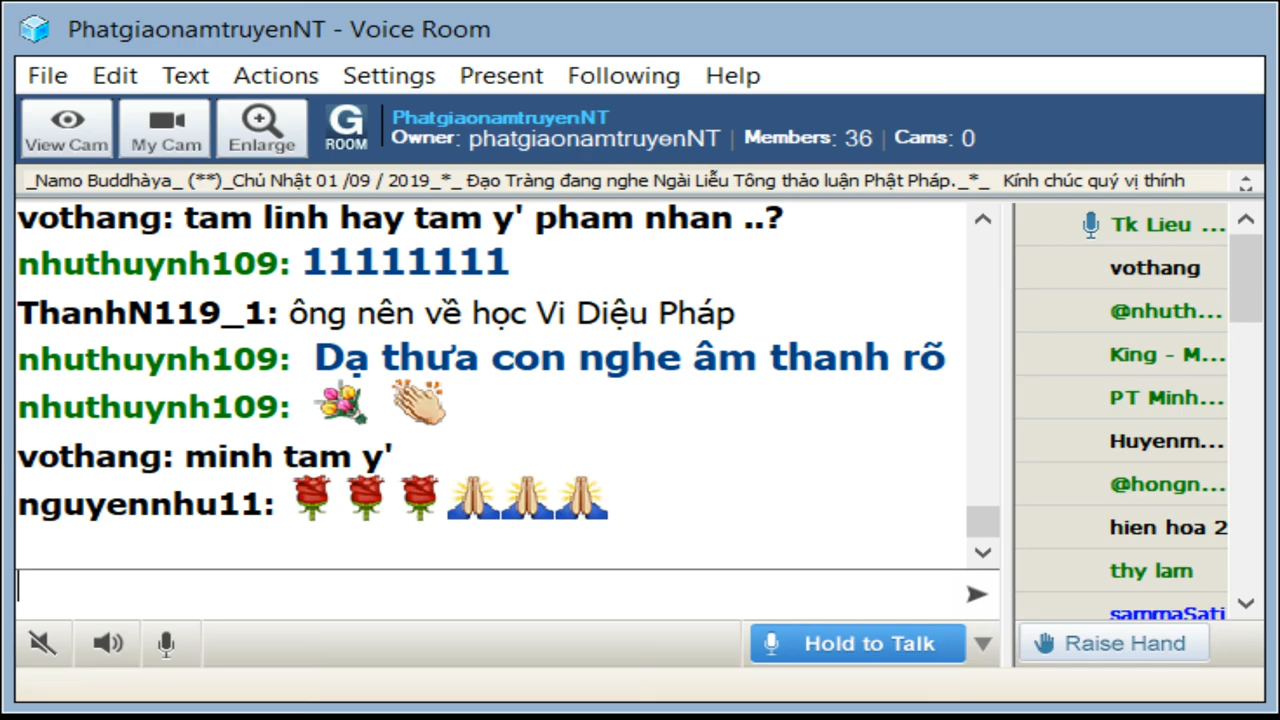 PhatgiaonamtruyenNT - Voice Room
File Edit Text Actions Settings Present Following Help
View Cam My Cam Enlarge G ROOM
PhatgiaonamtruyenNT
Owner: phatgiaonamtruyenNT | Members: 36 | Cams: 0
_Namo Buddhàya_ (**)_Chủ Nhật 01 /09 / 2019_*_ Đạo Tràng đang nghe Ngài Liễu Tông thảo luận Phật Pháp._*_ Kính chúc quý vị thính
vothang: tam linh hay tam y' pham nhan ..?
nhuthuynh109: 11111111
ThanhN119_1: ông nên về học Vi Diệu Pháp
nhuthuynh109: Dạ thưa con nghe âm thanh rõ
nhuthuynh109:
vothang: minh tam y'
nguyennhu11:
Tk Lieu ...
vothang
@nhuth...
King - M...
PT Minh...
Huyenm...
@hongn...
hien hoa 2
thy lam
sammaSati
Hold to Talk
Raise Hand